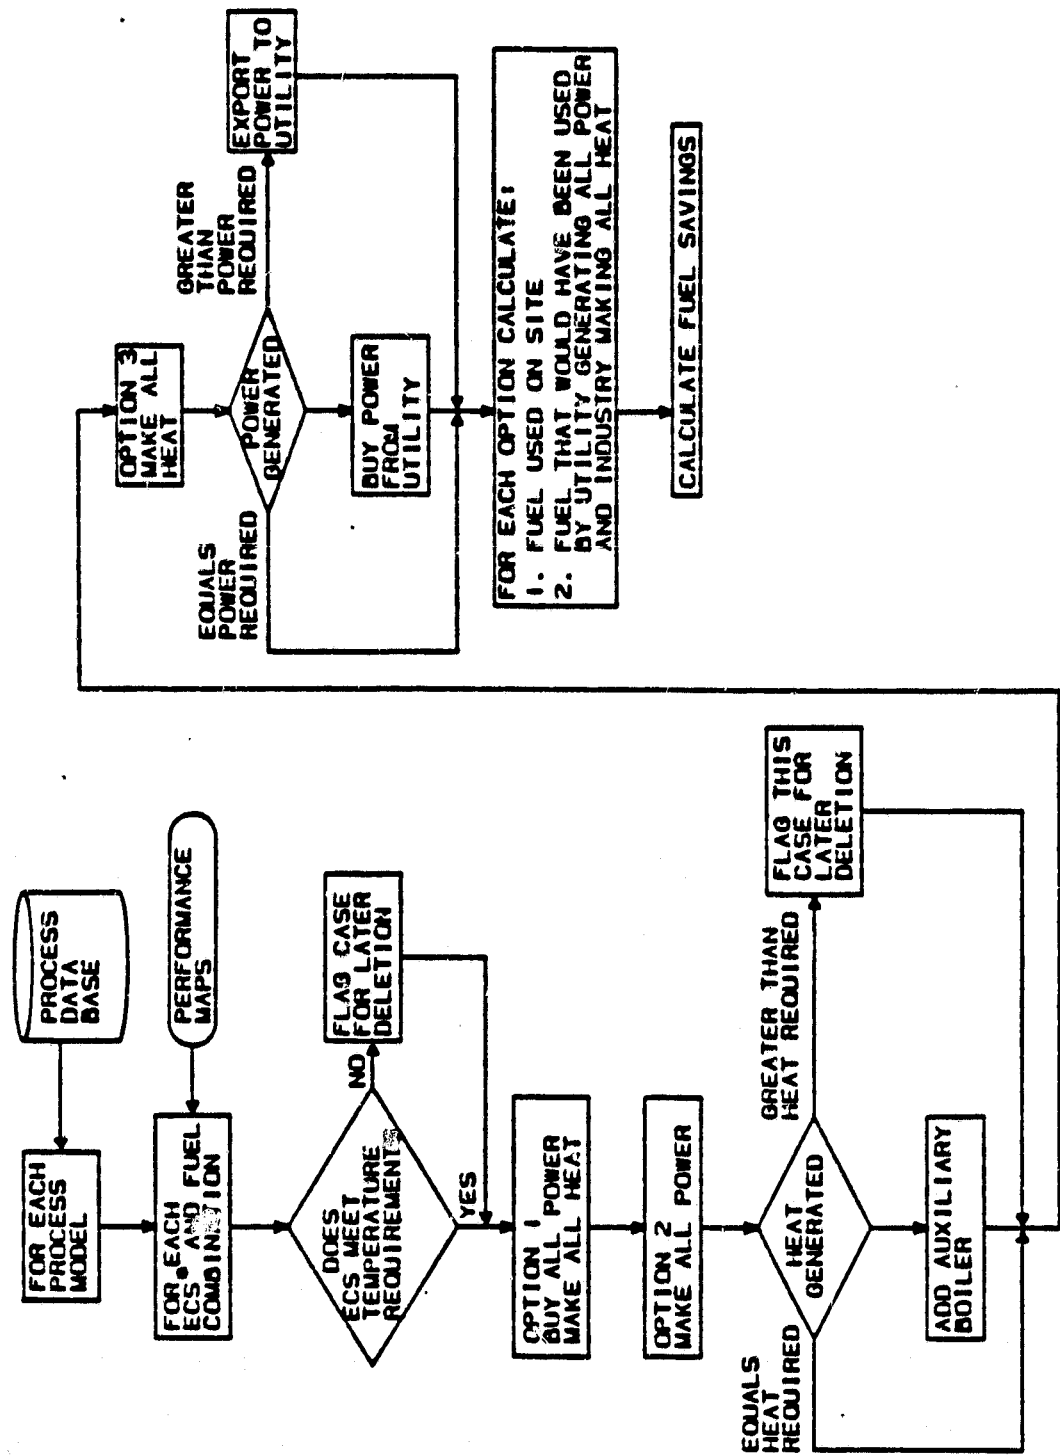 PROCESS
DATA
BASE
FOR EACH
PROCESS
MODEL
PERFORMANCE
MAPS
FOR EACH
ECS AND FUEL
COMBINATION
DOES
ECS MEET
TEMPERATURE
REQUIREMENTS
NO
FLAG CASE
FOR LATER
DELETION
YES
OPTION 1
BUY ALL POWER
MAKE ALL HEAT
OPTION 2
MAKE ALL POWER
HEAT
GENERATED
EQUALS
HEAT
REQUIRED
GREATER THAN
HEAT REQUIRED
FLAG THIS
CASE FOR
LATER
DELETION
ADD AUXILIARY
BOILER
OPTION 3
MAKE ALL
HEAT
POWER
GENERATED
EQUALS
POWER
REQUIRED
GREATER
THAN
POWER
REQUIRED
EXPORT
POWER TO
UTILITY
BUY POWER
FROM
UTILITY
FOR EACH OPTION CALCULATE:
1. FUEL USED ON SITE
2. FUEL THAT WOULD HAVE BEEN USED
BY UTILITY GENERATING ALL POWER
AND INDUSTRY MAKING ALL HEAT
CALCULATE FUEL SAVINGS